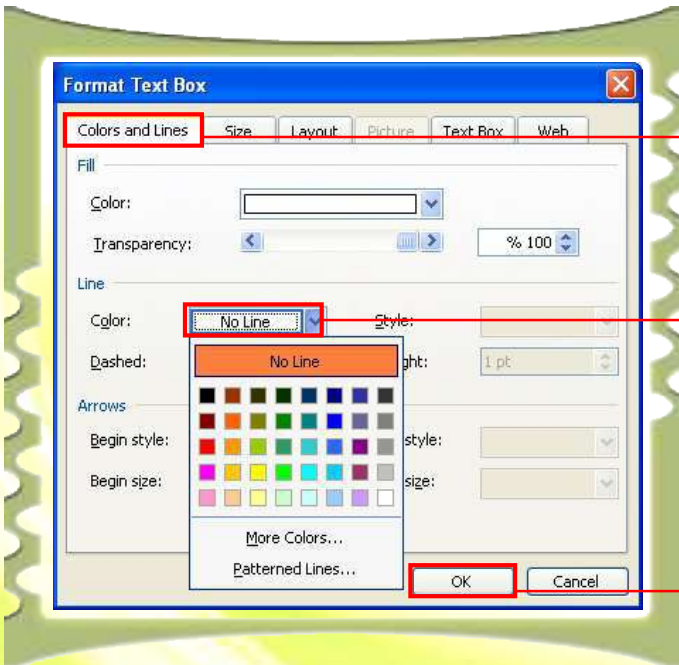 Format Text Box
Colors and Lines Size Layout Picture Text Box Web
Fill
Color:
Transparency: % 100
Line
Color: No Line Style:
Dashed: No Line ght: 1 pt
Arrows
Begin style: style:
Begin size: size:
More Colors...
Patterned Lines...
OK Cancel